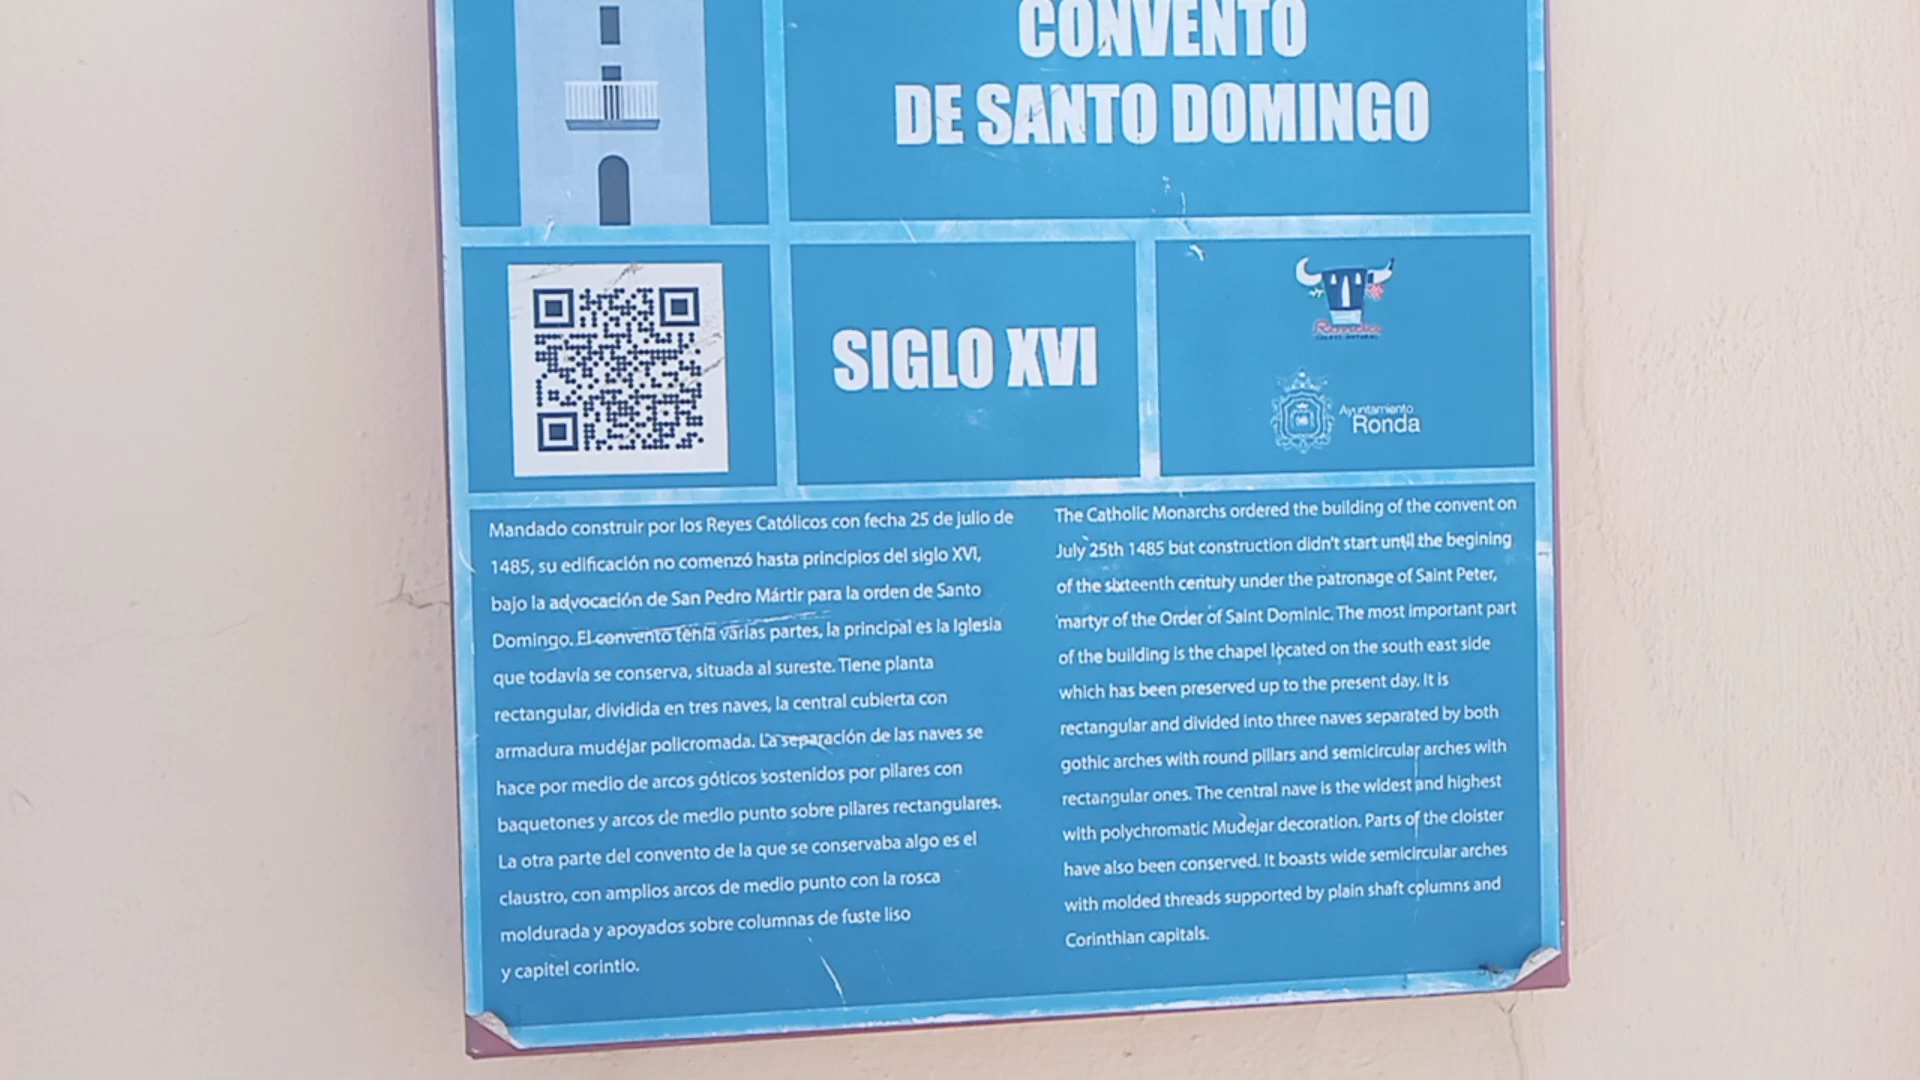 CONVENTO
DE SANTO DOMINGO
SIGLO XVI
Ronda
Ayuntamiento
Ronda
Mandado construir por los Reyes Católicos con fecha 25 de julio de
1485, su edificación no comenzó hasta principios del siglo XVI,
bajo la advocación de San Pedro Mártir para la orden de Santo
Domingo. El convento tenía varias partes, la principal es la Iglesia
que todavía se conserva, situada al sureste. Tiene planta
rectangular, dividida en tres naves, la central cubierta con
armadura mudéjar policromada. La separación de las naves se
hace por medio de arcos góticos sostenidos por pilares con
baquetones y arcos de medio punto sobre pilares rectangulares.
La otra parte del convento de la que se conservaba algo es el
claustro, con amplios arcos de medio punto con la rosca
moldurada y apoyados sobre columnas de fuste liso
y capitel corintio.
The Catholic Monarchs ordered the building of the convent on
July 25th 1485 but construction didn't start until the begining
of the sixteenth century under the patronage of Saint Peter,
martyr of the Order of Saint Dominic. The most important part
of the building is the chapel located on the south east side
which has been preserved up to the present day. It is
rectangular and divided into three naves separated by both
gothic arches with round pillars and semicircular arches with
rectangular ones. The central nave is the widest and highest
with polychromatic Mudejar decoration. Parts of the cloister
have also been conserved. It boasts wide semicircular arches
with molded threads supported by plain shaft columns and
Corinthian capitals.